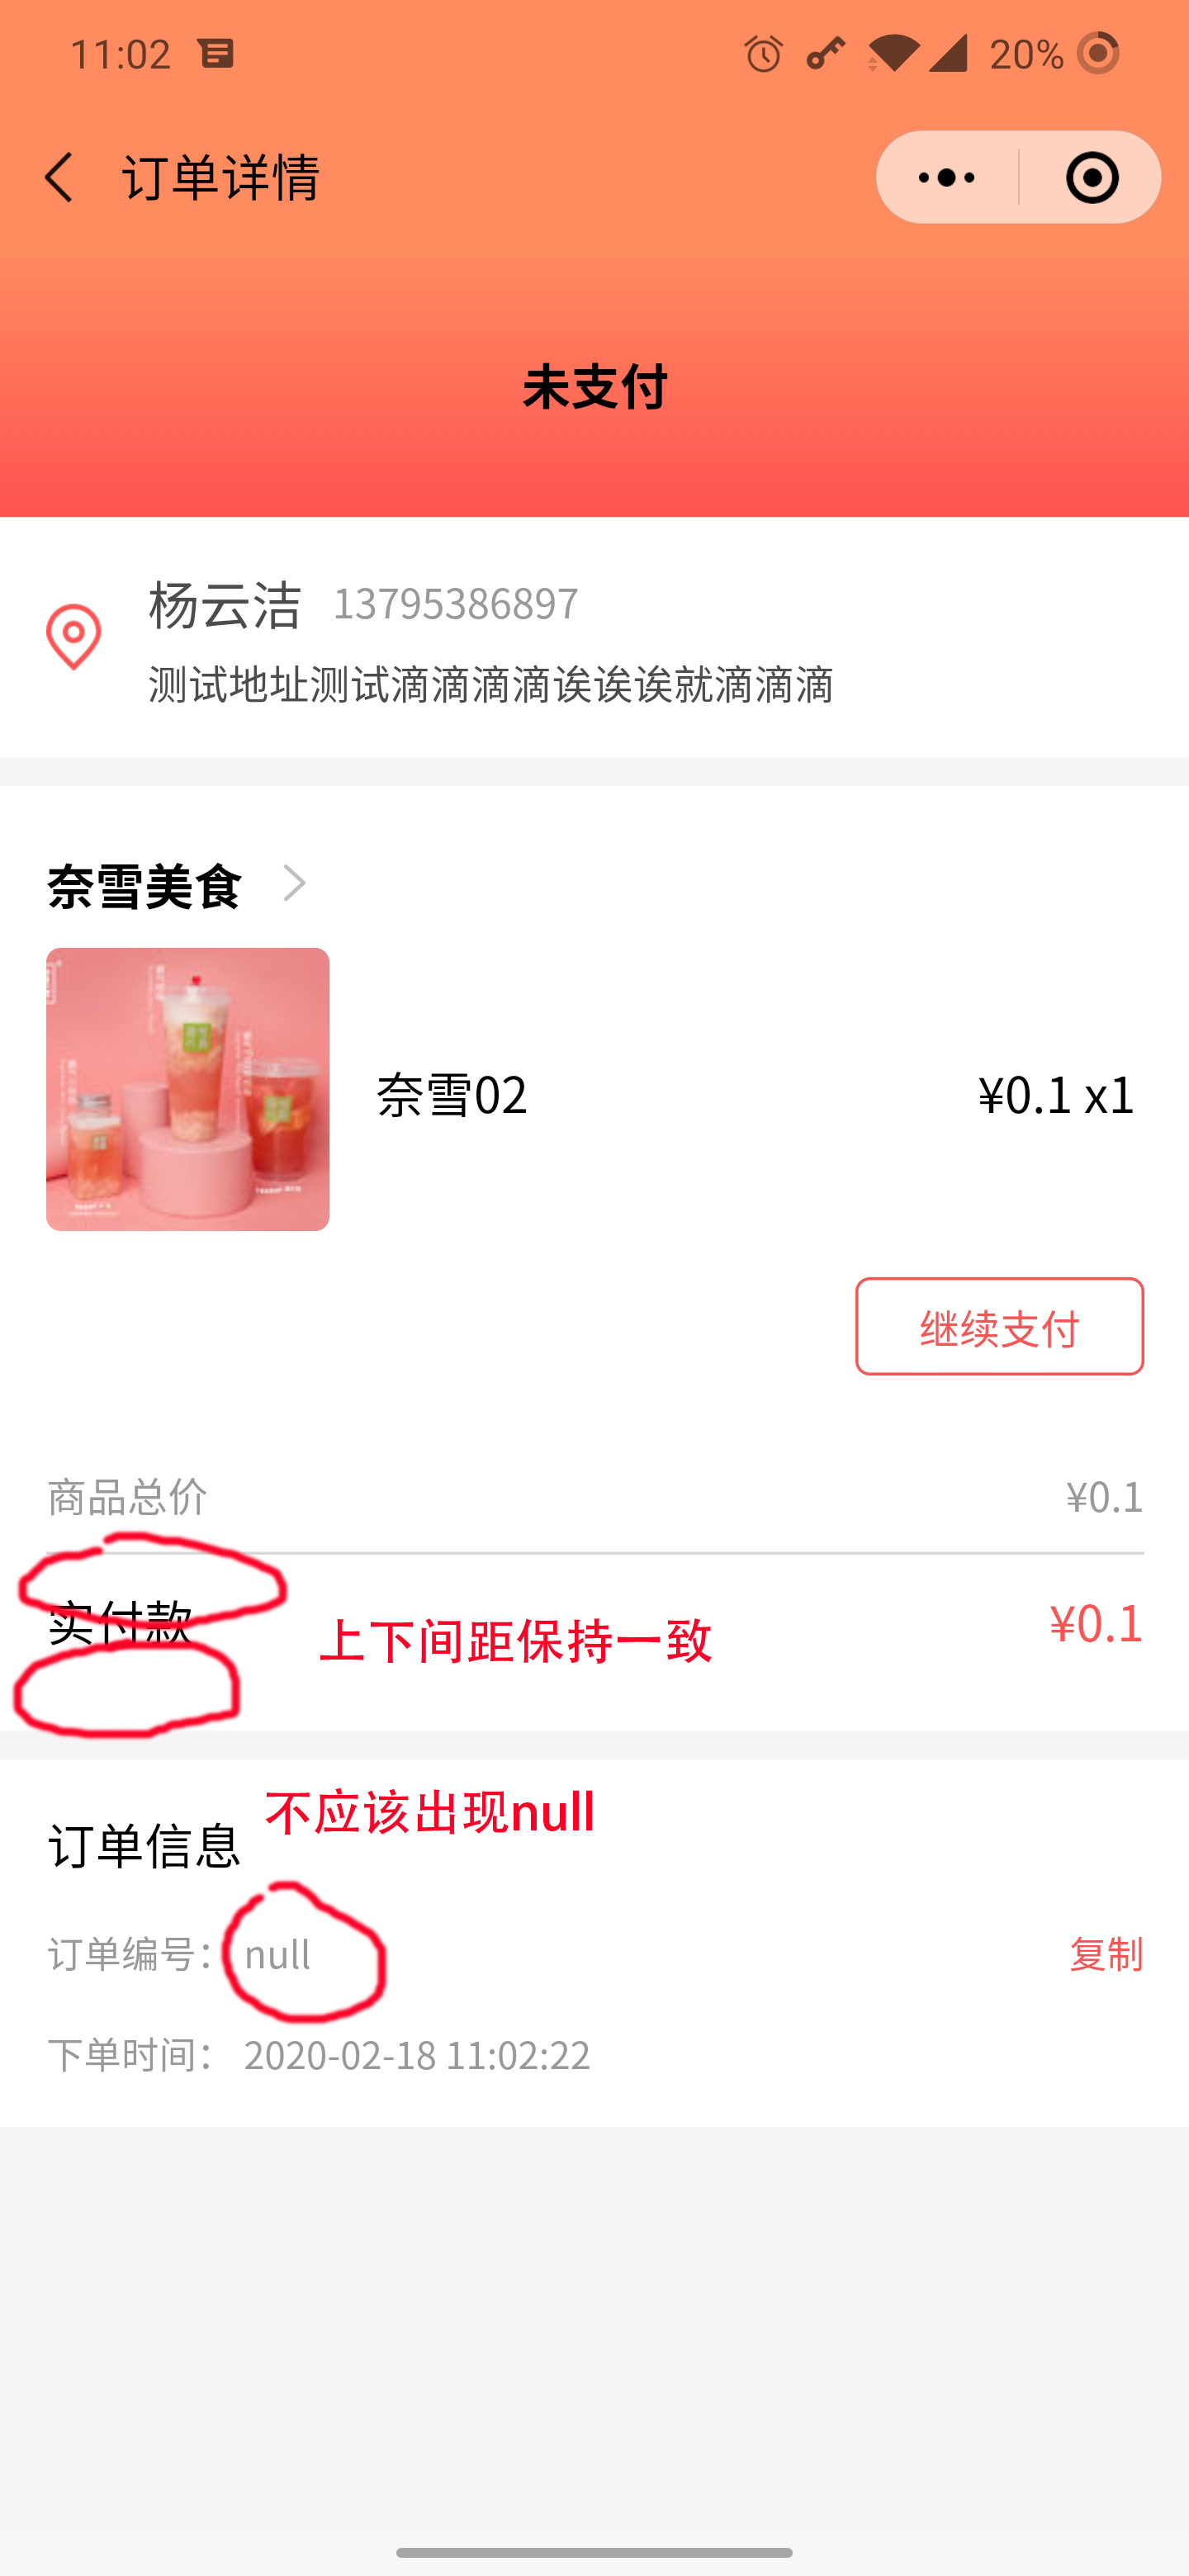 11:02
20%
订单详情
未支付
杨云洁 13795386897
测试地址测试滴滴滴滴诶诶诶就滴滴滴
奈雪美食
奈雪02 ¥0.1 x1
继续支付
商品总价 ¥0.1
实付款 ¥0.1
上下间距保持一致
不应该出现null
订单信息
订单编号： null 复制
下单时间： 2020-02-18 11:02:22